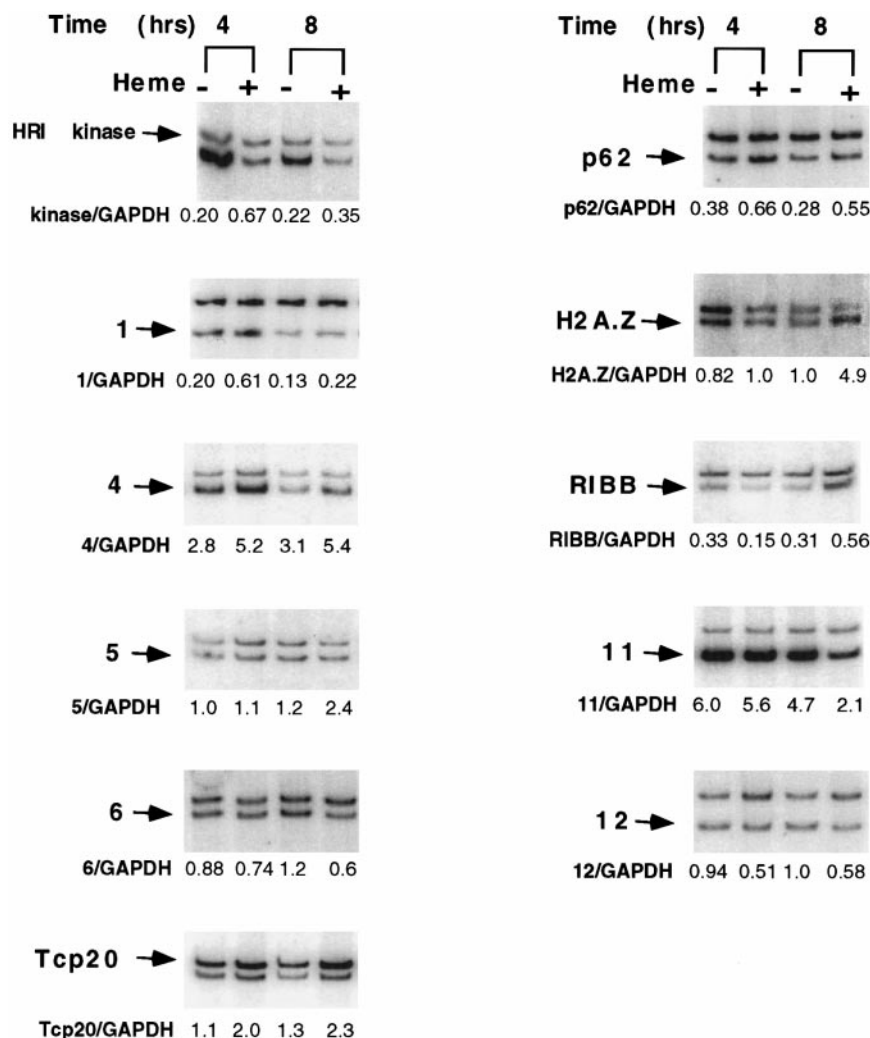 Time (hrs) 4 8
Heme - + - +
HRI kinase
kinase/GAPDH 0.20 0.67 0.22 0.35
1
1/GAPDH 0.20 0.61 0.13 0.22
4
4/GAPDH 2.8 5.2 3.1 5.4
5
5/GAPDH 1.0 1.1 1.2 2.4
6
6/GAPDH 0.88 0.74 1.2 0.6
Tcp20
Tcp20/GAPDH 1.1 2.0 1.3 2.3
Time (hrs) 4 8
Heme - + - +
p62
p62/GAPDH 0.38 0.66 0.28 0.55
H2A.Z
H2A.Z/GAPDH 0.82 1.0 1.0 4.9
RIBB
RIBB/GAPDH 0.33 0.15 0.31 0.56
11
11/GAPDH 6.0 5.6 4.7 2.1
12
12/GAPDH 0.94 0.51 1.0 0.58